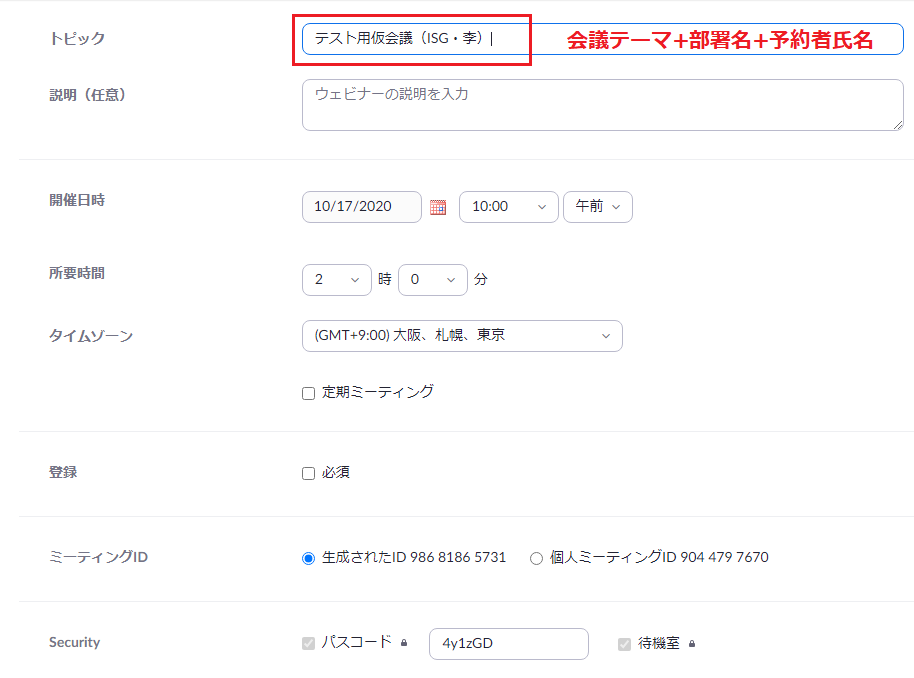 トピック テスト用仮会議（ISG・李） 会議テーマ+部署名+予約者氏名
説明（任意） ウェビナーの説明を入力
開催日時 10/17/2020 10:00 午前
所要時間 2 時 0 分
タイムゾーン (GMT+9:00) 大阪、札幌、東京
定期ミーティング
登録 必須
ミーティングID 生成されたID 986 8186 5731 個人ミーティングID 904 479 7670
Security パスコード 4y1zGD 待機室